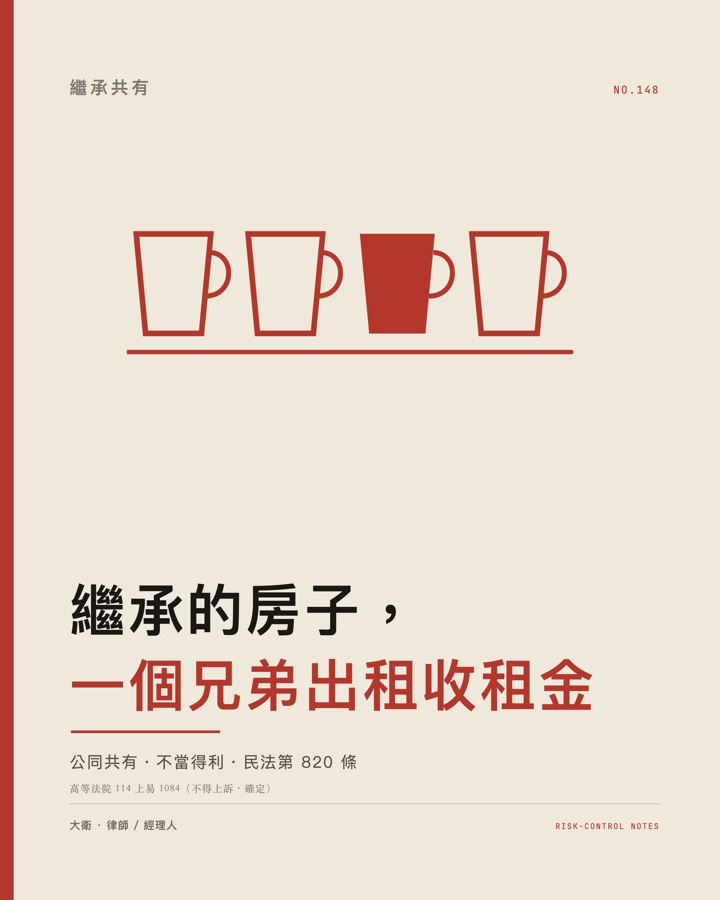 繼承共有
NO.148
繼承的房子，
一個兄弟出租收租金
公同共有・不當得利・民法第 820 條
高等法院 114 上易 1084（不得上訴・確定）
大衛 · 律師 / 經理人
RISK-CONTROL NOTES